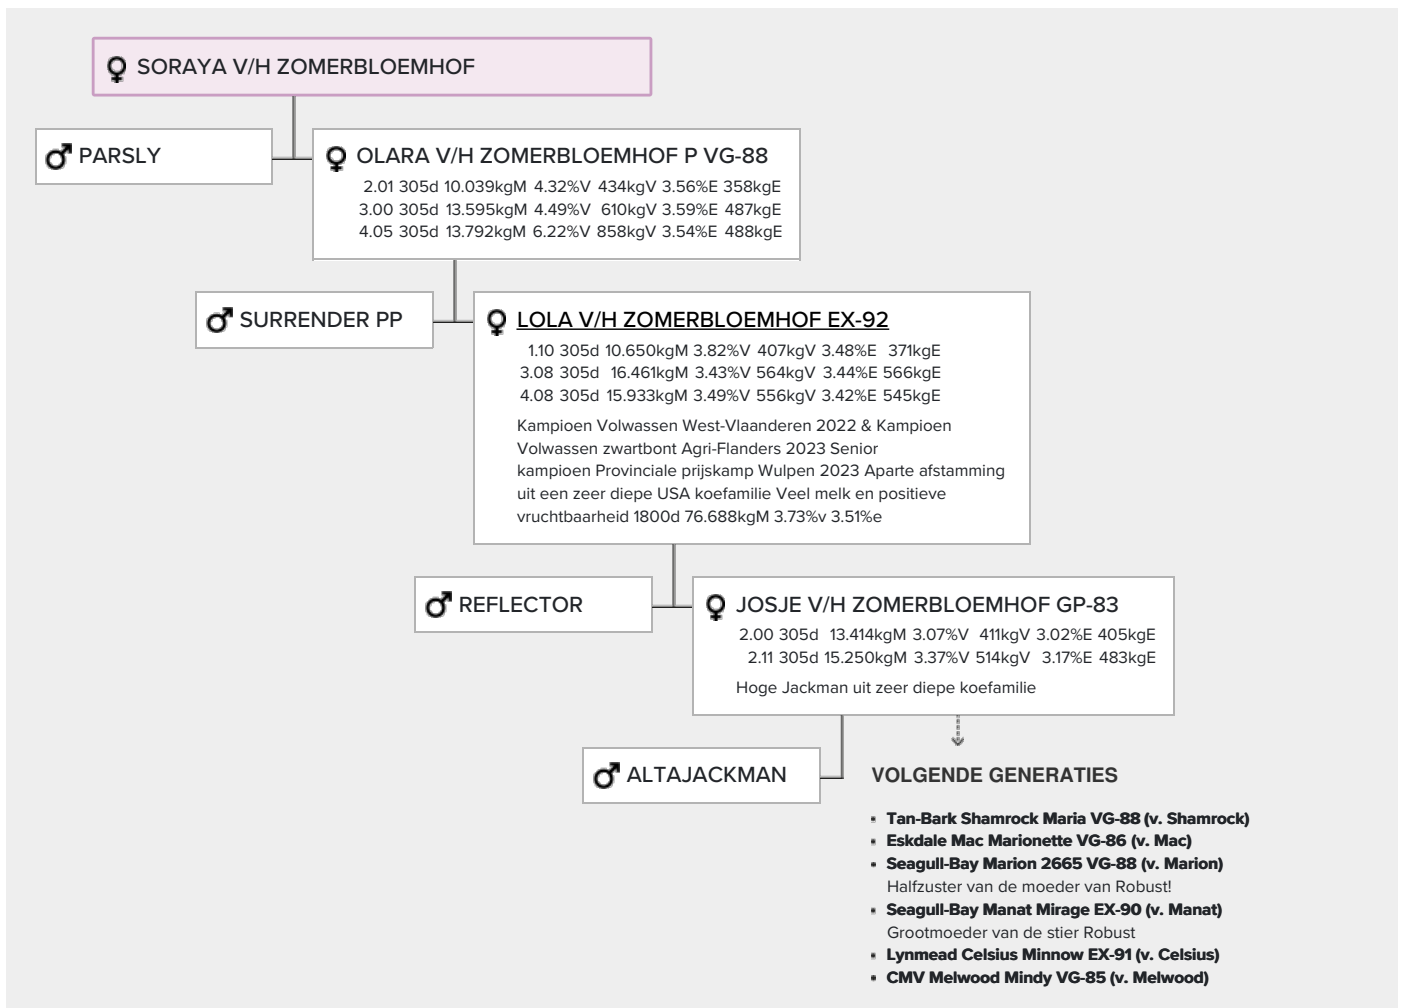 SORAYA V/H ZOMERBLOEMHOF
PARSLY
OLARA V/H ZOMERBLOEMHOF P VG-88
2.01 305d 10.039kgM 4.32%V 434kgV 3.56%E 358kgE
3.00 305d 13.595kgM 4.49%V 610kgV 3.59%E 487kgE
4.05 305d 13.792kgM 6.22%V 858kgV 3.54%E 488kgE
SURRENDER PP
LOLA V/H ZOMERBLOEMHOF EX-92
1.10 305d 10.650kgM 3.82%V 407kgV 3.48%E 371kgE
3.08 305d 16.461kgM 3.43%V 564kgV 3.44%E 566kgE
4.08 305d 15.933kgM 3.49%V 556kgV 3.42%E 545kgE
Kampioen Volwassen West-Vlaanderen 2022 & Kampioen
Volwassen zwartbont Agri-Flanders 2023 Senior
kampioen Provinciale prijskamp Wulpen 2023 Aparte afstamming
uit een zeer diepe USA koefamilie Veel melk en positieve
vruchtbaarheid 1800d 76.688kgM 3.73%v 3.51%e
REFLECTOR
JOSJE V/H ZOMERBLOEMHOF GP-83
2.00 305d 13.414kgM 3.07%V 411kgV 3.02%E 405kgE
2.11 305d 15.250kgM 3.37%V 514kgV 3.17%E 483kgE
Hoge Jackman uit zeer diepe koefamilie
ALTAJACKMAN
VOLGENDE GENERATIES
Tan-Bark Shamrock Maria VG-88 (v. Shamrock)
Eskdale Mac Marionette VG-86 (v. Mac)
Seagull-Bay Marion 2665 VG-88 (v. Marion)
Halfzuster van de moeder van Robust!
Seagull-Bay Manat Mirage EX-90 (v. Manat)
Grootmoeder van de stier Robust
Lynmead Celsius Minnow EX-91 (v. Celsius)
CMV Melwood Mindy VG-85 (v. Melwood)